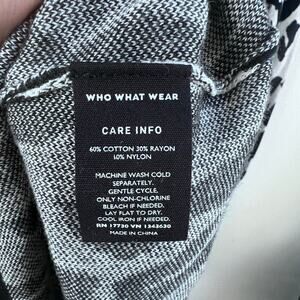 WHO WHAT WEAR
CARE INFO
60% COTTON 30% RAYON
10% NYLON
MACHINE WASH COLD
SEPARATELY.
GENTLE CYCLE,
ONLY NON-CHLORINE
BLEACH IF NEEDED.
LAY FLAT TO DRY.
COOL IRON IF NEEDED.
RN 17730 VN 1243630
MADE IN CHINA